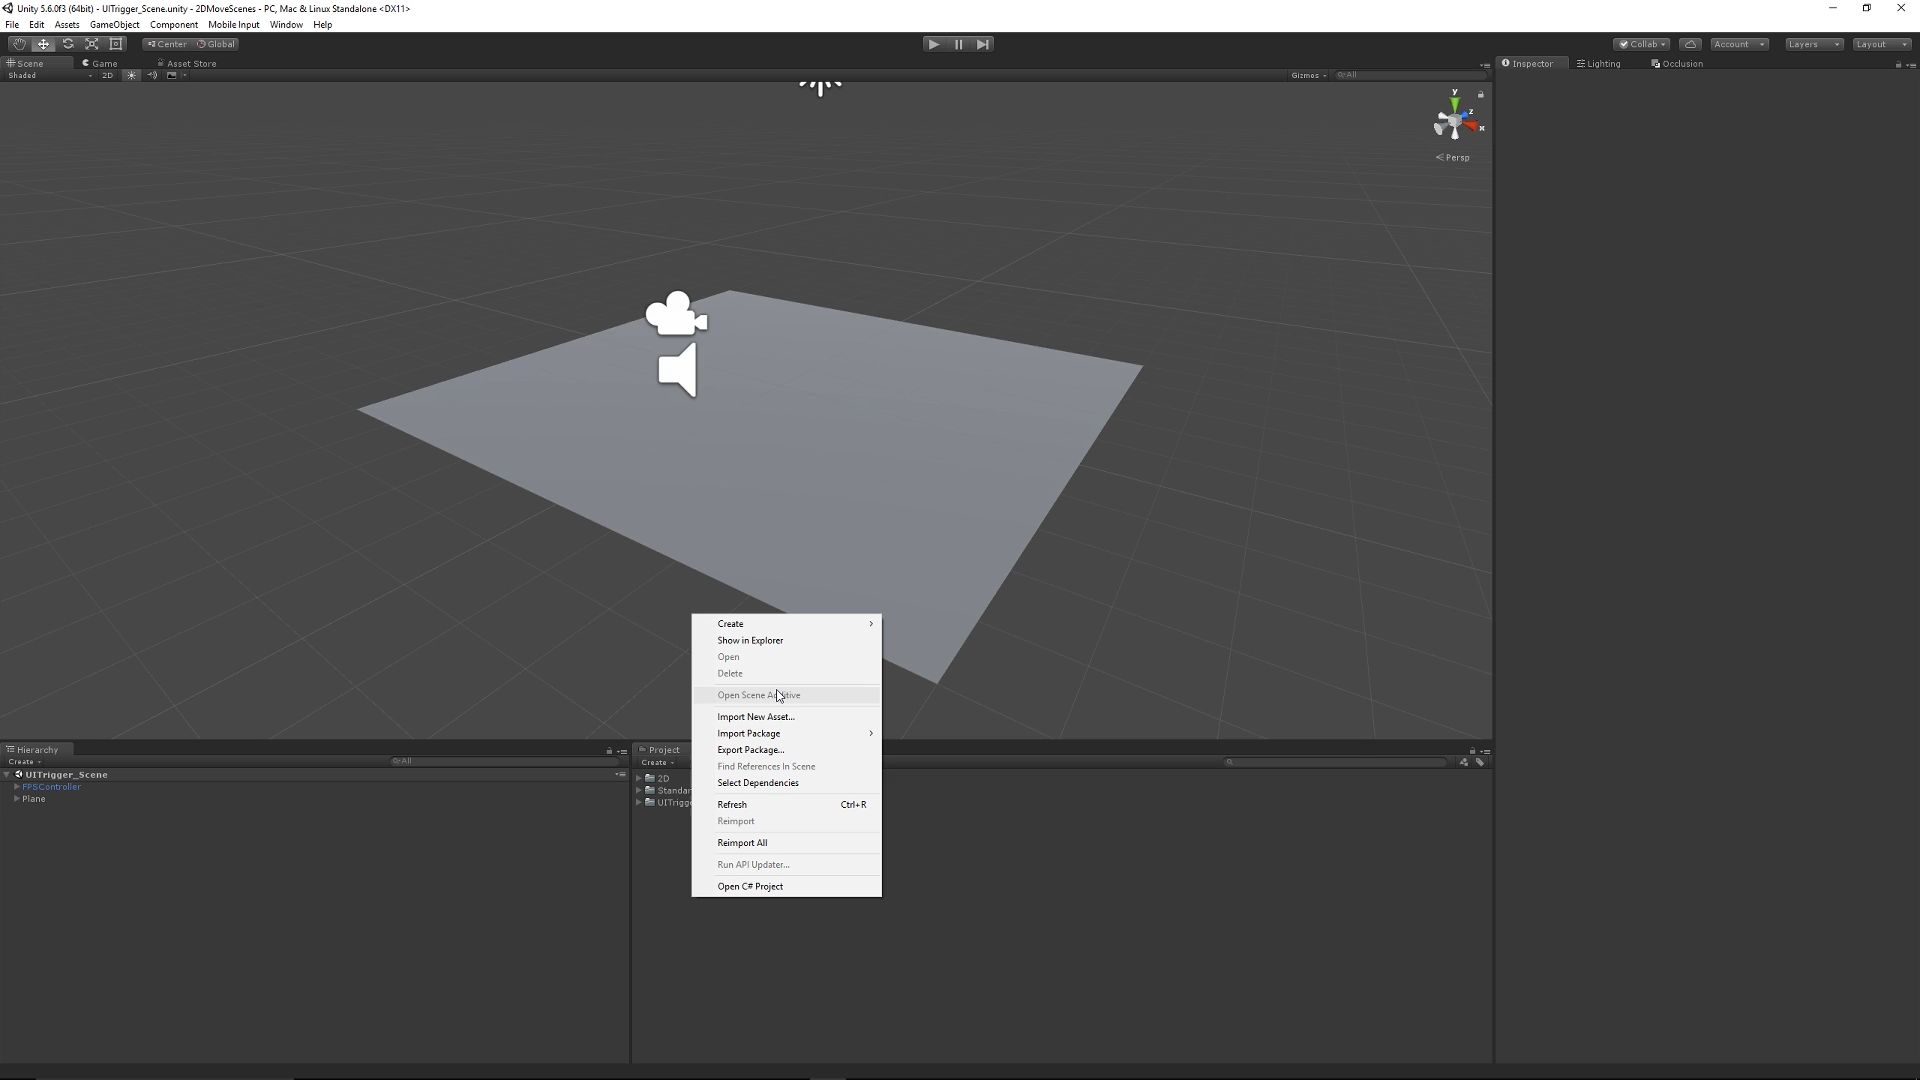 Unity 5.6.0f3 (64bit) - UITrigger_Scene.unity - 2DMoveScenes - PC, Mac & Linux Standalone <DX11>
File Edit Assets GameObject Component Mobile Input Window Help
Center Global Collab Account Layers Layout
Scene Game Asset Store Inspector Lighting Occlusion
Shaded 2D Gizmos All
y
z
x
Persp
Create
Show in Explorer
Open
Delete
Open Scene
Import New Asset...
Import Package
Export Package...
Find References In Scene
Select Dependencies
Refresh Ctrl+R
Reimport
Reimport All
Run API Updater...
Open C# Project
Hierarchy
Create All
UITrigger_Scene
FPSController
Plane
Project
Create
2D
Standar
UITrigg